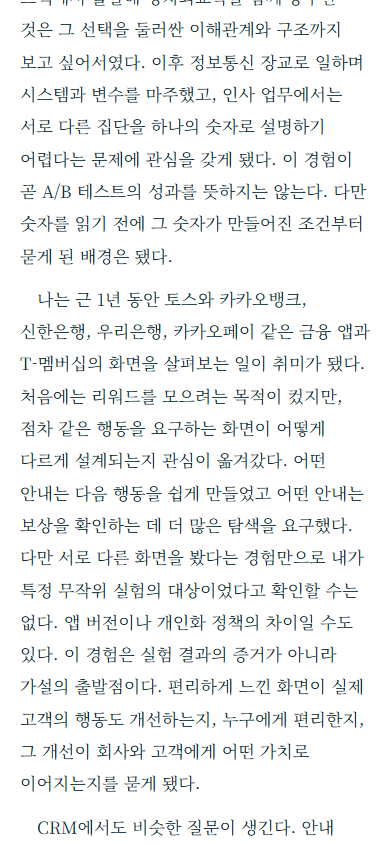 것은 그 선택을 둘러싼 이해관계와 구조까지
보고 싶어서였다. 이후 정보통신 장교로 일하며
시스템과 변수를 마주했고, 인사 업무에서는
서로 다른 집단을 하나의 숫자로 설명하기
어렵다는 문제에 관심을 갖게 됐다. 이 경험이
곧 A/B 테스트의 성과를 뜻하지는 않는다. 다만
숫자를 읽기 전에 그 숫자가 만들어진 조건부터
묻게 된 배경은 됐다.
나는 근 1년 동안 토스와 카카오뱅크,
신한은행, 우리은행, 카카오페이 같은 금융 앱과
T-멤버십의 화면을 살펴보는 일이 취미가 됐다.
처음에는 리워드를 모으려는 목적이 컸지만,
점차 같은 행동을 요구하는 화면이 어떻게
다르게 설계되는지 관심이 옮겨갔다. 어떤
안내는 다음 행동을 쉽게 만들었고 어떤 안내는
보상을 확인하는 데 더 많은 탐색을 요구했다.
다만 서로 다른 화면을 봤다는 경험만으로 내가
특정 무작위 실험의 대상이었다고 확인할 수는
없다. 앱 버전이나 개인화 정책의 차이일 수도
있다. 이 경험은 실험 결과의 증거가 아니라
가설의 출발점이다. 편리하게 느낀 화면이 실제
고객의 행동도 개선하는지, 누구에게 편리한지,
그 개선이 회사와 고객에게 어떤 가치로
이어지는지를 묻게 됐다.
CRM에서도 비슷한 질문이 생긴다. 안내